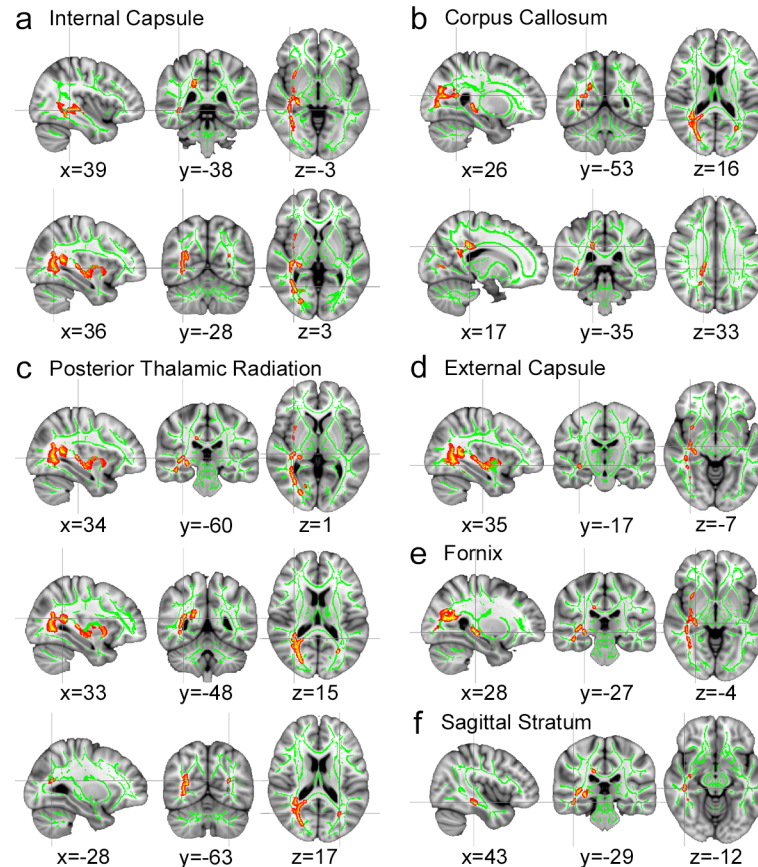 a Internal Capsule
x=39 y=-38 z=-3
x=36 y=-28 z=3
b Corpus Callosum
x=26 y=-53 z=16
x=17 y=-35 z=33
c Posterior Thalamic Radiation
x=34 y=-60 z=1
x=33 y=-48 z=15
x=-28 y=-63 z=17
d External Capsule
x=35 y=-17 z=-7
e Fornix
x=28 y=-27 z=-4
f Sagittal Stratum
x=43 y=-29 z=-12